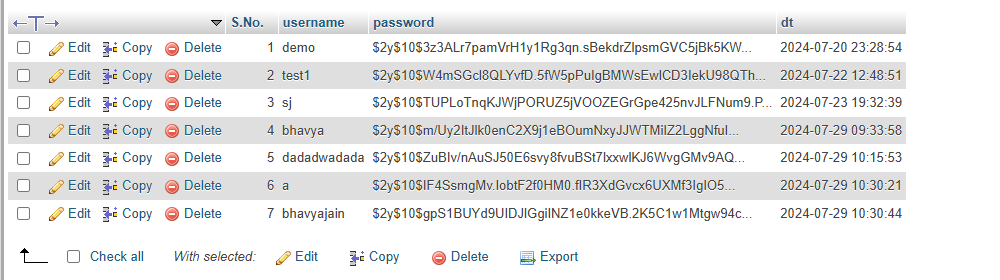 S.No. username password dt
Edit Copy Delete 1 demo $2y$10$3z3ALr7pamVrH1y1Rg3qn.sBekdrZlpsmGVC5jBk5KW... 2024-07-20 23:28:54
Edit Copy Delete 2 test1 $2y$10$W4mSGcl8QLYvfD.5fW5pPulgBMWsEwlCD3lekU98QTh... 2024-07-22 12:48:51
Edit Copy Delete 3 sj $2y$10$TUPLoTnqKJWjPORUZ5jVOOZEGrGpe425nvJLFNum9.P... 2024-07-23 19:32:39
Edit Copy Delete 4 bhavya $2y$10$m/Uy2ltJlk0enC2X9j1eBOumNxyJJWTMilZ2LggNful... 2024-07-29 09:33:58
Edit Copy Delete 5 dadadwadada $2y$10$ZuBlv/nAuSJ50E6svy8fvuBSt7lxxwlKJ6WvgGMv9AQ... 2024-07-29 10:15:53
Edit Copy Delete 6 a $2y$10$lF4SsmgMv.lobtF2f0HM0.flR3XdGvcx6UXMf3lglO5... 2024-07-29 10:30:21
Edit Copy Delete 7 bhavyajain $2y$10$gpS1BUYd9UIDJlGgilNZ1e0kkeVB.2K5C1w1Mtgw94c... 2024-07-29 10:30:44
Check all With selected: Edit Copy Delete Export